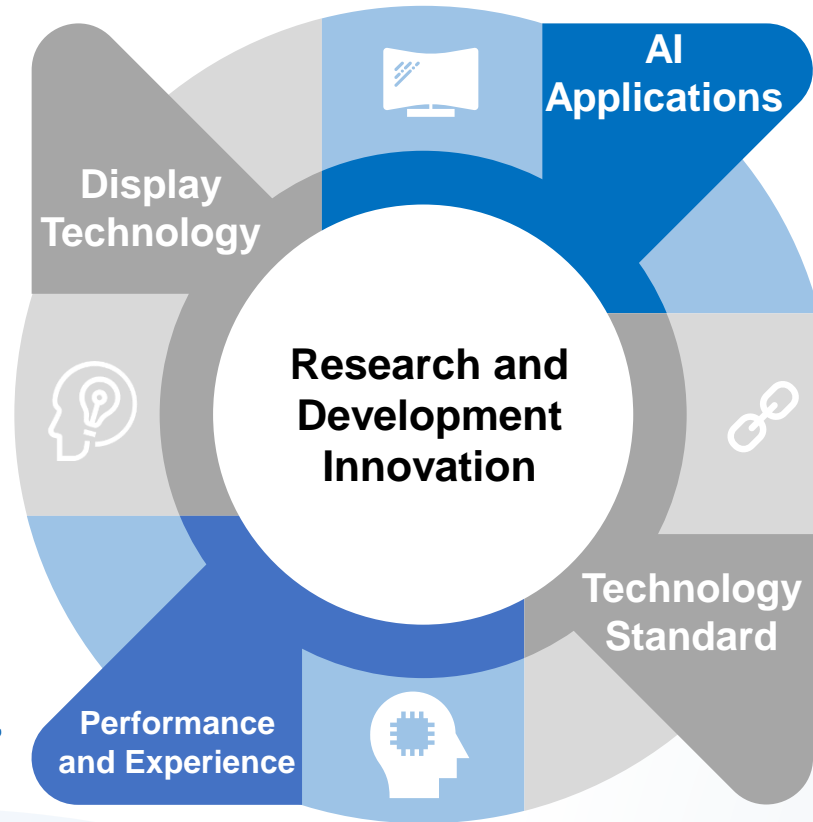 AI
Applications
Display
Technology
Research and
Development
Innovation
Technology
Standard
Performance
and Experience